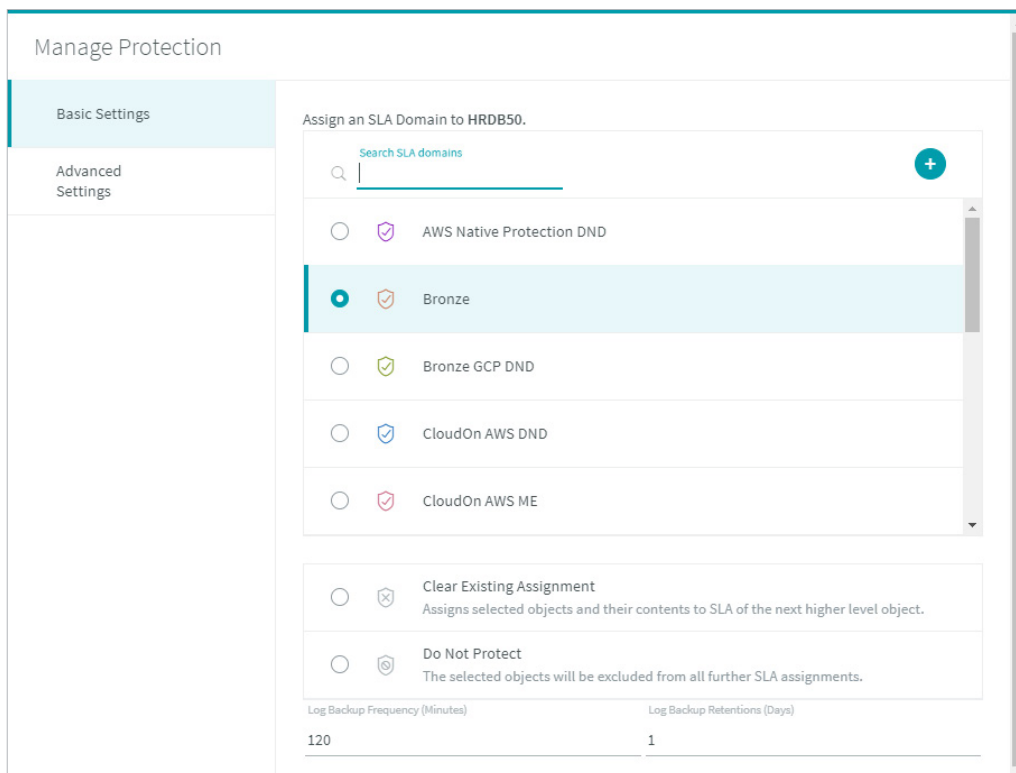 Manage Protection
Basic Settings
Advanced
Settings
Assign an SLA Domain to HRDB50.
Search SLA domains
AWS Native Protection DND
Bronze
Bronze GCP DND
CloudOn AWS DND
CloudOn AWS ME
Clear Existing Assignment
Assigns selected objects and their contents to SLA of the next higher level object.
Do Not Protect
The selected objects will be excluded from all further SLA assignments.
Log Backup Frequency (Minutes) Log Backup Retentions (Days)
120 1